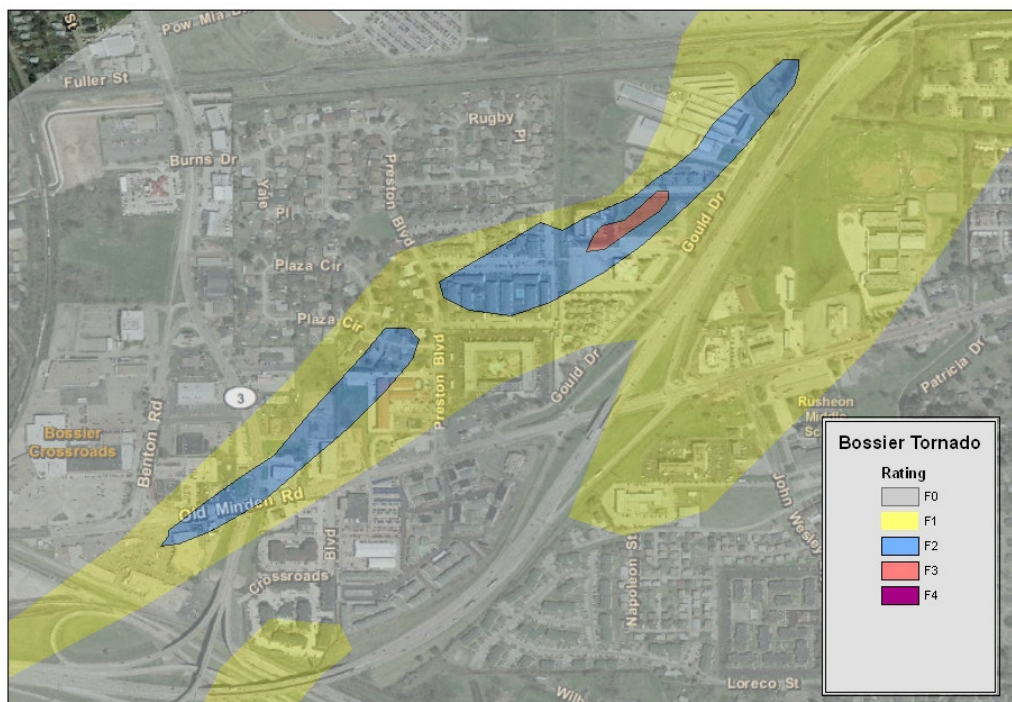 St
Pow Mia
Fuller St
Rugby
Pl
Burns Dr
Yale
Pl
Preston Blvd
Gould Dr
Plaza Cir
Plaza Cir
3
Preston Blvd
Gould Dr
Patricia Dr
Bossier
Crossroads
Benton Rd
Rusheon
Middle
Old Minden Rd
Blvd
Crossroads
Napoleon St
John Wesley
Loreco St
Bossier Tornado
Rating
F0
F1
F2
F3
F4